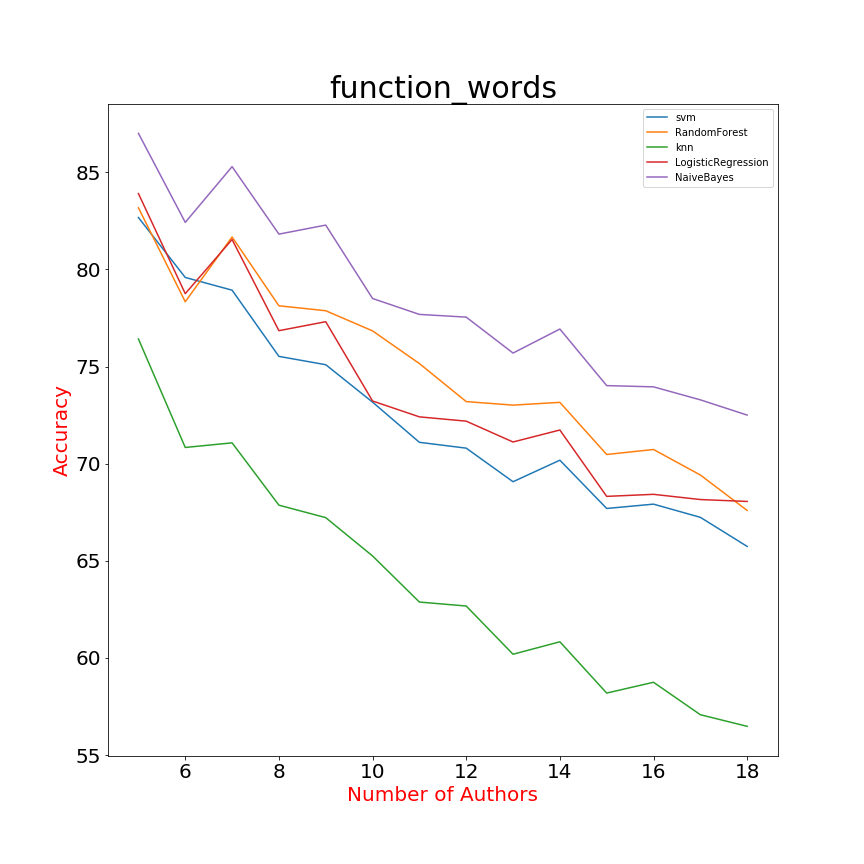 function_words
svm
RandomForest
knn
LogisticRegression
NaiveBayes
85
80
75
70
65
60
55
Accuracy
6 8 10 12 14 16 18
Number of Authors